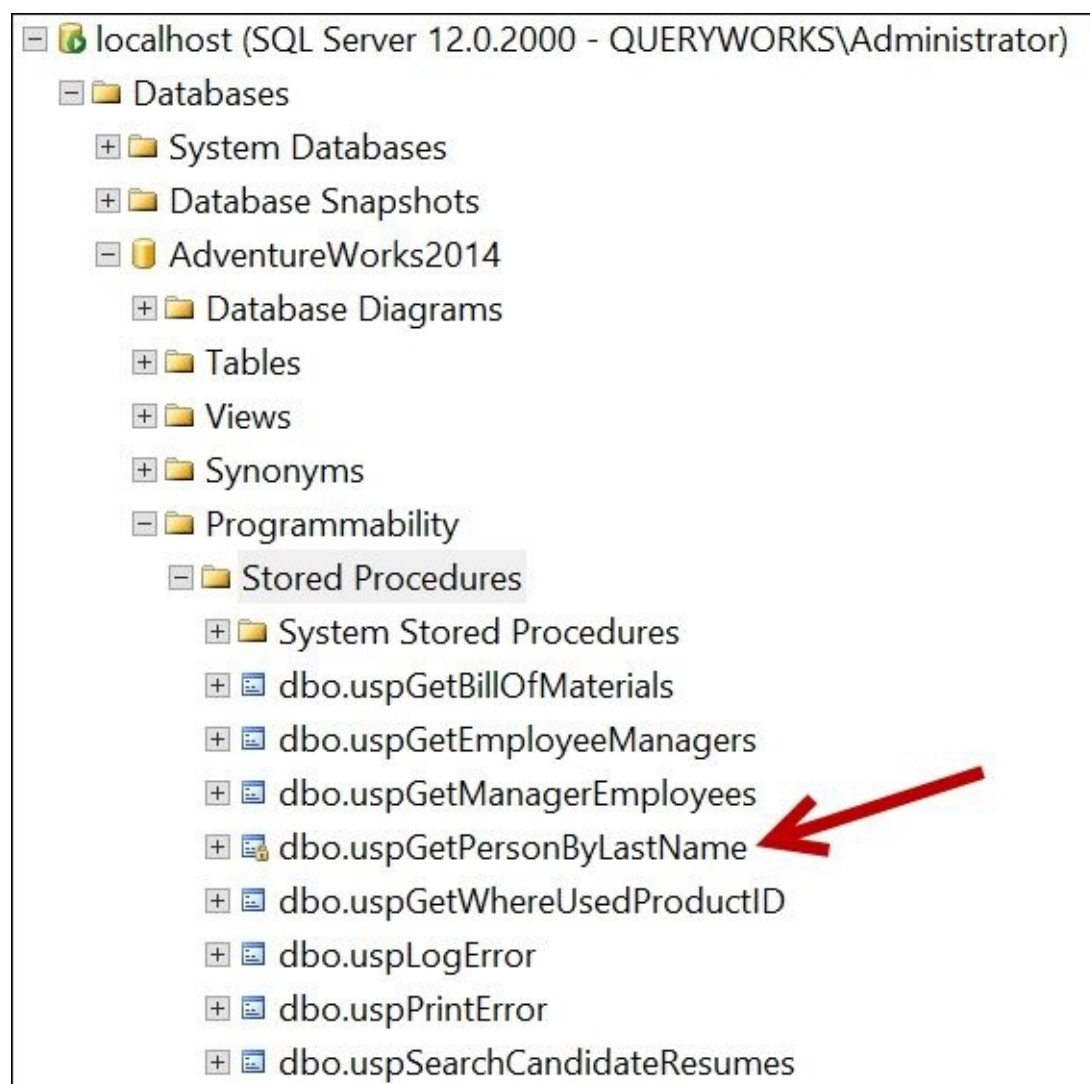 localhost (SQL Server 12.0.2000 - QUERYWORKS\Administrator)
Databases
System Databases
Database Snapshots
AdventureWorks2014
Database Diagrams
Tables
Views
Synonyms
Programmability
Stored Procedures
System Stored Procedures
dbo.uspGetBillOfMaterials
dbo.uspGetEmployeeManagers
dbo.uspGetManagerEmployees
dbo.uspGetPersonByLastName
dbo.uspGetWhereUsedProductID
dbo.uspLogError
dbo.uspPrintError
dbo.uspSearchCandidateResumes